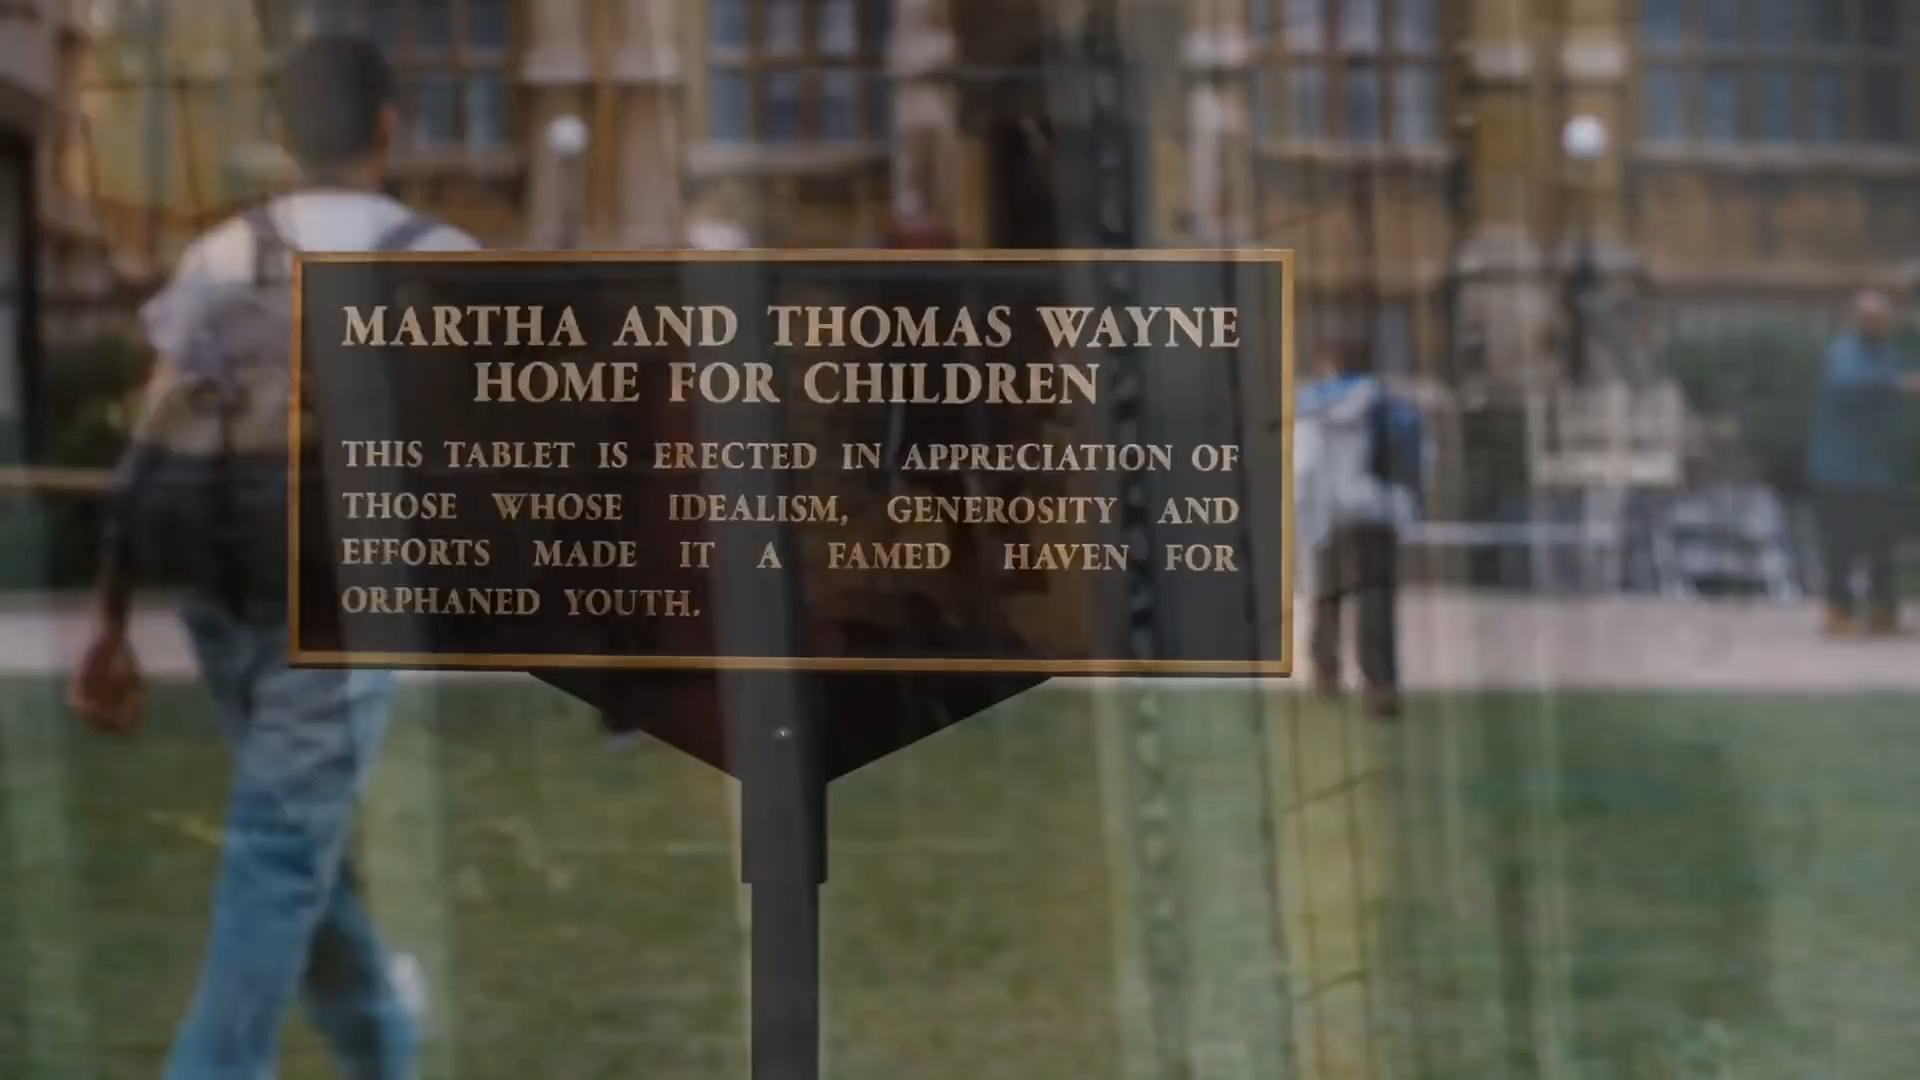 MARTHA AND THOMAS WAYNE
HOME FOR CHILDREN
THIS TABLET IS ERECTED IN APPRECIATION OF
THOSE WHOSE IDEALISM, GENEROSITY AND
EFFORTS MADE IT A FAMED HAVEN FOR
ORPHANED YOUTH.